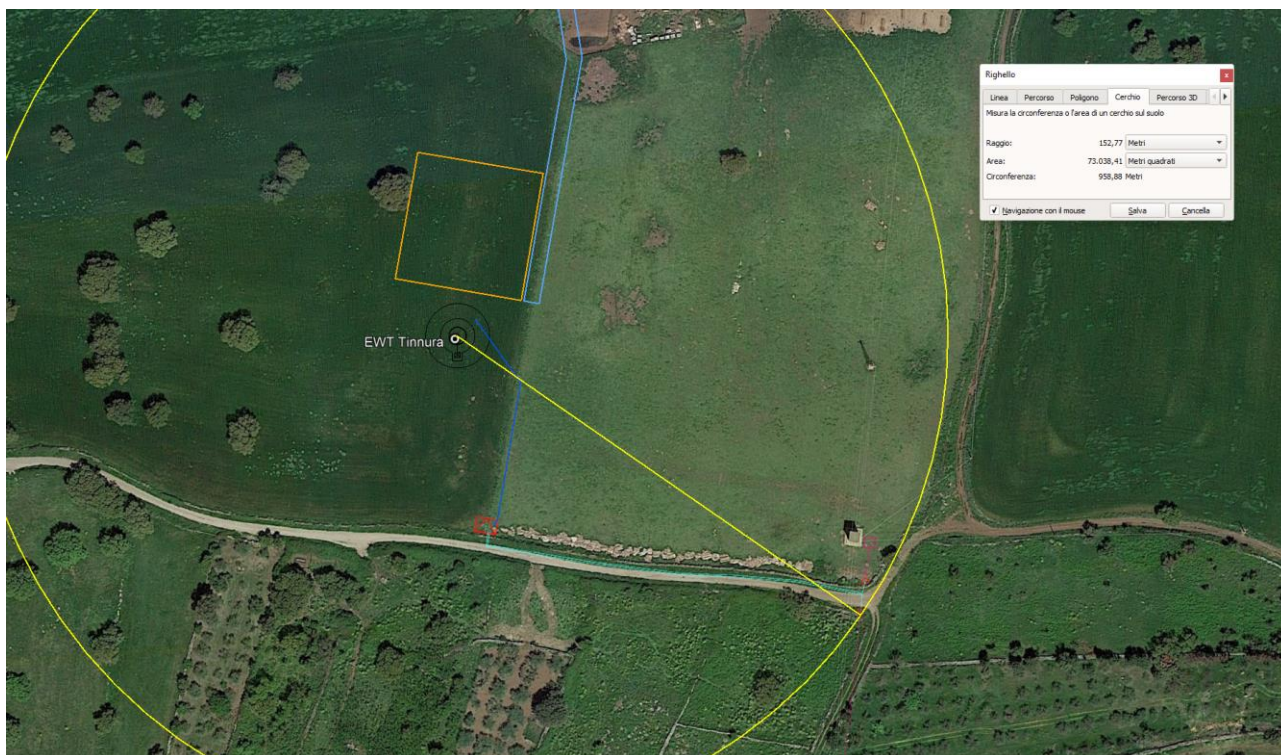 Righello
x
Linea Percorso Poligono Cerchio Percorso 3D
Misura la circonferenza o l'area di un cerchio sul suolo
Raggio: 152,77 Metri
Area: 73.038,41 Metri quadrati
Circonferenza: 958,88 Metri
Navigazione con il mouse Salva Cancella
EWT Tinnura